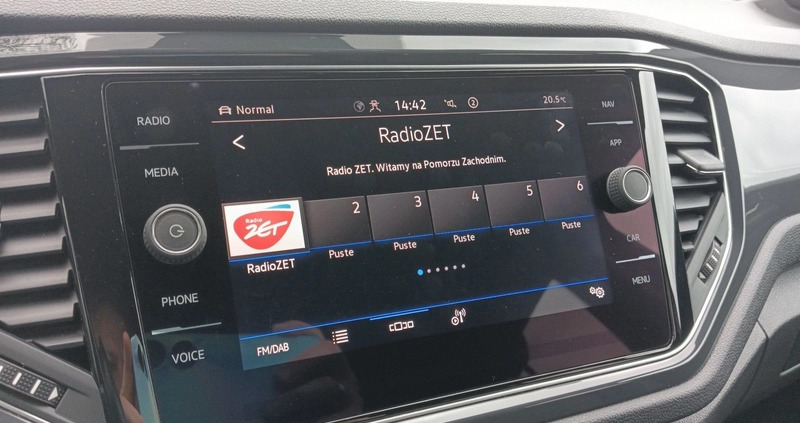 RADIO
MEDIA
PHONE
VOICE
Normal
14:42
2
20.5°C
NAV
APP
CAR
MENU
< RadioZET >
Radio ZET. Witamy na Pomorzu Zachodnim.
Radio ZET
2 3 4 5 6
RadioZET Puste Puste Puste Puste Puste
FM/DAB